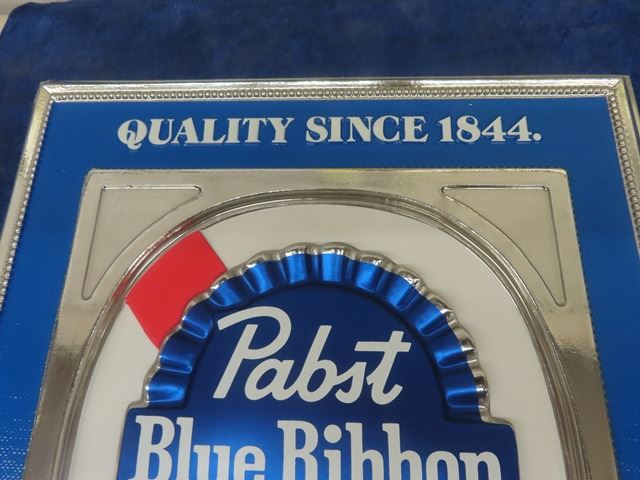 QUALITY SINCE 1844.
Pabst
Blue Ribbon